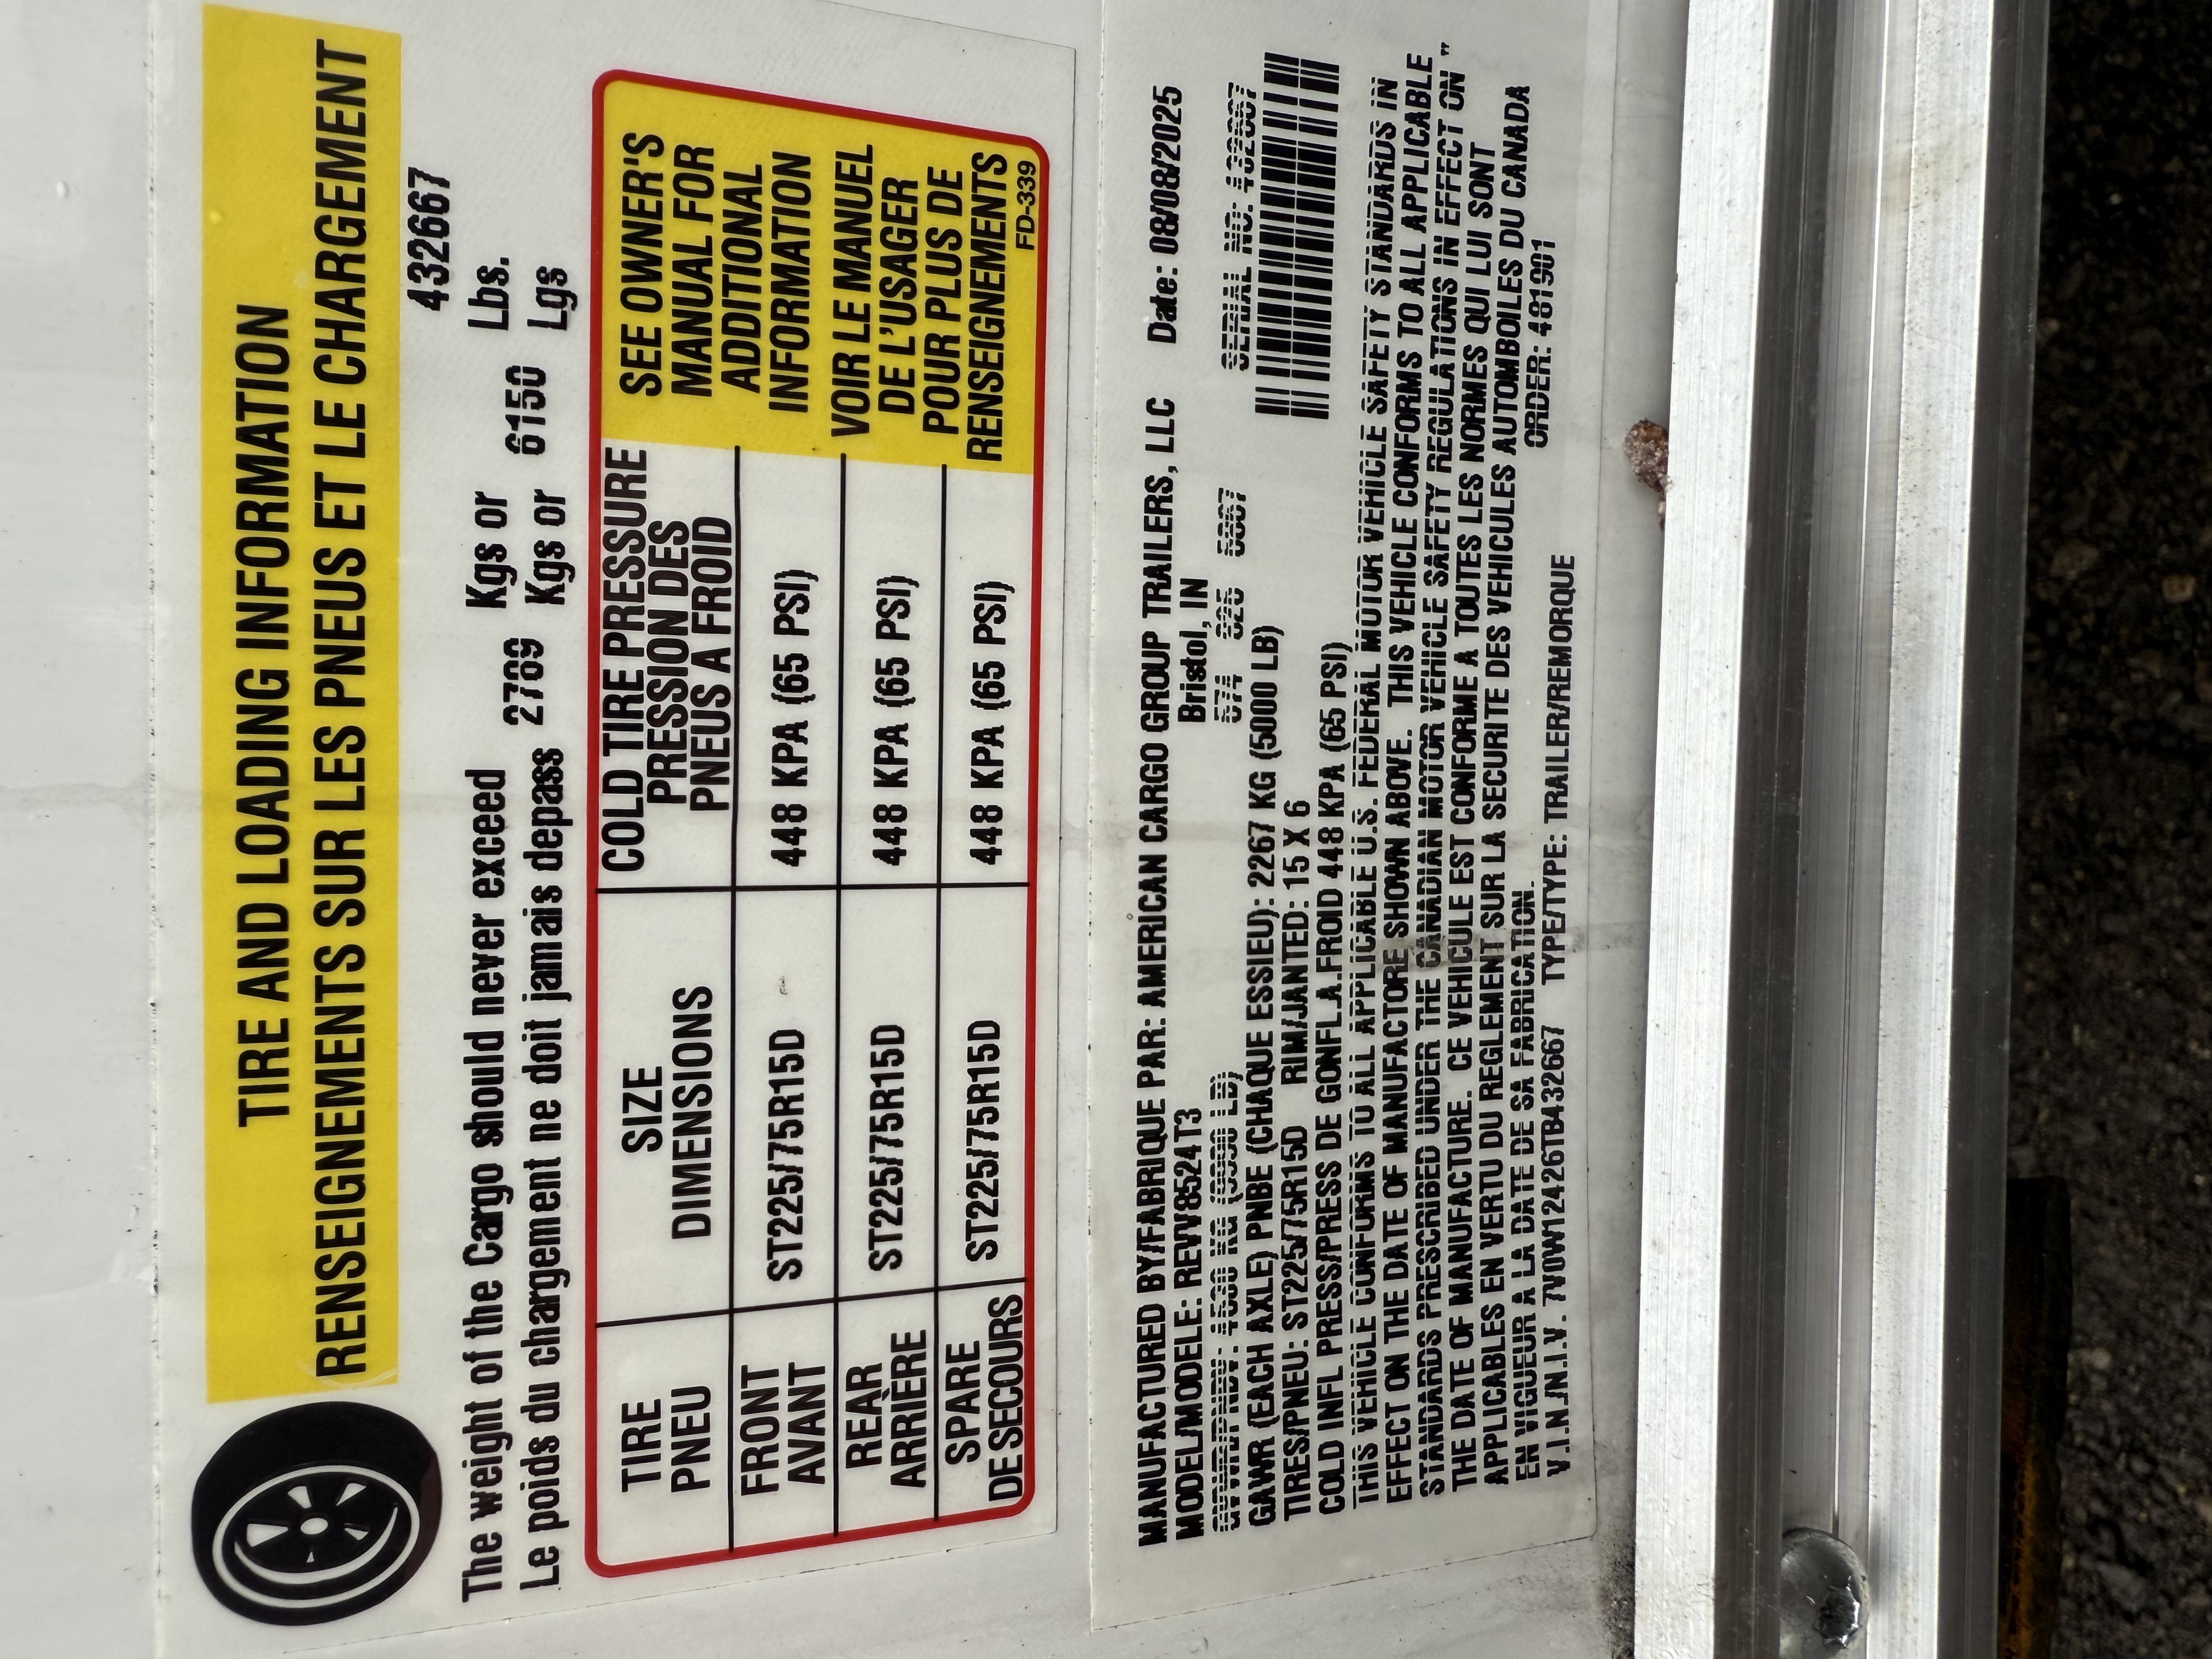 TIRE AND LOADING INFORMATION
RENSEIGNEMENTS SUR LES PNEUS ET LE CHARGEMENT
432667
The weight of the Cargo should never exceed Kgs or Lbs.
Le poids du chargement ne doit jamais depass 2789 Kgs or 6150 Lgs
TIRE PNEU
SIZE DIMENSIONS
COLD TIRE PRESSURE PRESSION DES PNEUS A FROID
FRONT AVANT
ST225/75R15D
448 KPA (65 PSI)
REAR ARRIÈRE
ST225/75R15D
448 KPA (65 PSI)
SPARE DE SECOURS
ST225/75R15D
448 KPA (65 PSI)
SEE OWNER'S
MANUAL FOR
ADDITIONAL
INFORMATION
VOIR LE MANUEL
DE L'USAGER
POUR PLUS DE
RENSEIGNEMENTS
FD-339
MANUFACTURED BY/FABRIQUE PAR: AMERICAN CARGO GROUP TRAILERS, LLC Date: 08/08/2025
MODEL/MODELE: REVV8524T3 Bristol, IN
SERIAL NO: 432667
GAWR (EACH AXLE) PNBE (CHAQUE ESSIEU): 2267 KG (5000 LB)
TIRES/PNEU: ST225/75R15D RIM/JANTED: 15 X 6
COLD INFL PRESS/PRESS DE GONFL.A.FROID 448 KPA (65 PSI)
THIS VEHICLE CONFORMS TO ALL APPLICABLE U.S. FEDERAL MOTOR VEHICLE SAFETY STANDARDS IN
EFFECT ON THE DATE OF MANUFACTORE SHOWN ABOVE. THIS VEHICLE CONFORMS TO ALL APPLICABLE
STANDARDS PRESCRIBED UNDER THE CANADIAN MOTOR VEHICLE SAFETY REGULATIONS IN EFFECT ON "
THE DATE OF MANUFACTURE. CE VEHICULE EST CONFORME A TOUTES LES NORMES QUI LUI SONT
APPLICABLES EN VERTU DU REGLEMENT SUR LA SECURITE DES VEHICULES AUTOMBOILES DU CANADA
EN VIGUEUR A LA DATE DE SA FABRICATION. ORDER: 481901
V.I.N./N.I.V. 7V0W12426TB432667 TYPE/TYPE: TRAILER/REMORQUE